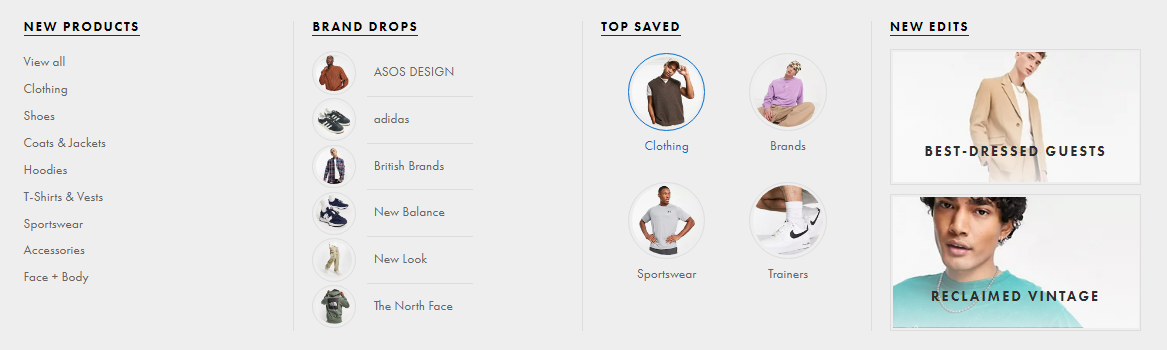 NEW PRODUCTS
View all
Clothing
Shoes
Coats & Jackets
Hoodies
T-Shirts & Vests
Sportswear
Accessories
Face + Body
BRAND DROPS
ASOS DESIGN
adidas
British Brands
New Balance
New Look
The North Face
TOP SAVED
Clothing
Brands
Sportswear
Trainers
NEW EDITS
BEST-DRESSED GUESTS
RECLAIMED VINTAGE